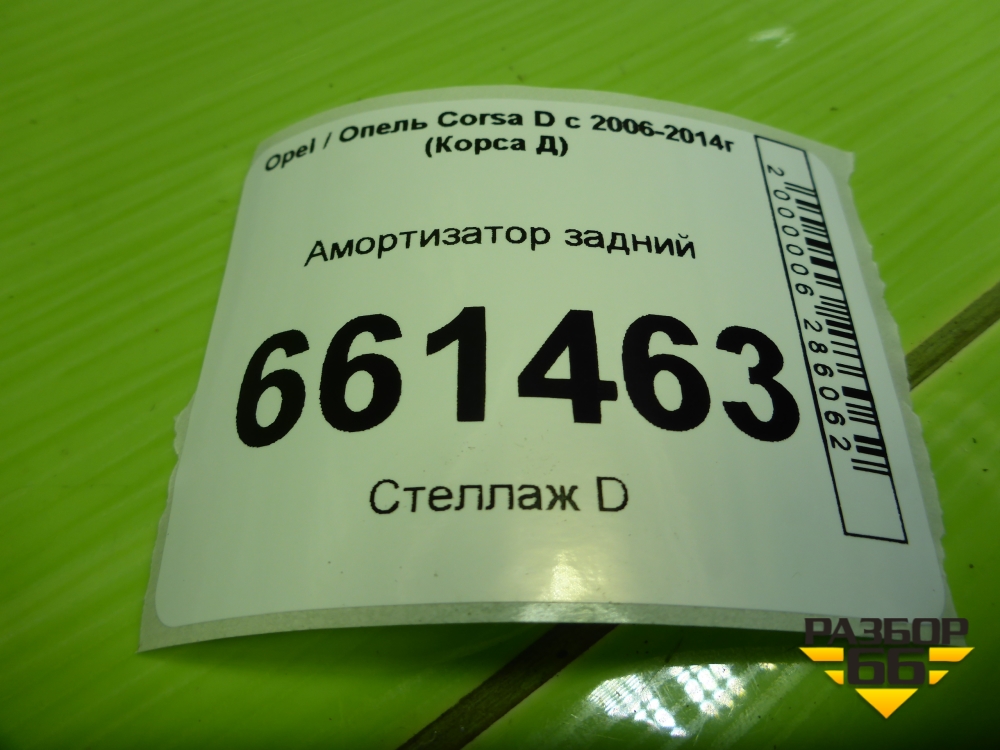 Opel / Опель Corsa D с 2006-2014г
(Корса Д)
Амортизатор задний
661463
Стеллаж D
2000006286062
РАЗБОР
66